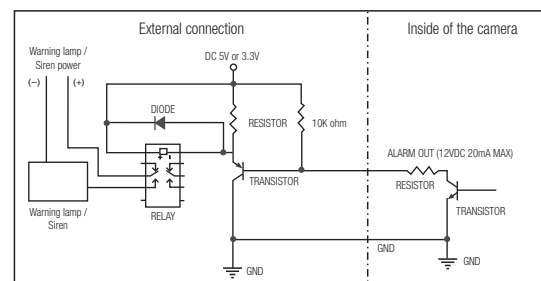 External connection
Inside of the camera
Warning lamp /
Siren power
(−)
(+)
DC 5V or 3.3V
DIODE
RESISTOR
10K ohm
ALARM OUT (12VDC 20mA MAX)
RESISTOR
TRANSISTOR
TRANSISTOR
Warning lamp /
Siren
RELAY
GND
GND
GND